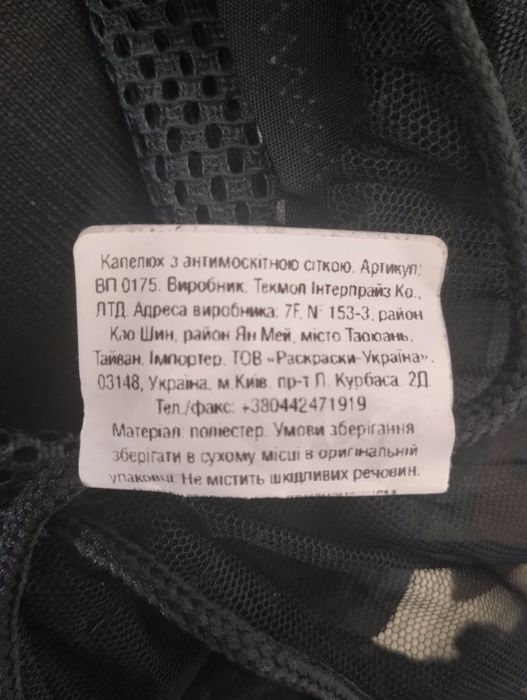 Капелюх з антимоскітною сіткою. Артикул:
ВП 0175. Виробник. Текмол Інтерпрайз Ко.,
ЛТД. Адреса виробника: 7F, N 153-3, район
Као Шин, район Ян Мей, місто Таоюань.
Тайван. Імпортер. ТОВ «Раскраски-Україна».
03148, Україна, м.Київ, пр-т Л. Курбаса. 2Д
Тел./факс: +380442471919
Матеріал: поліестер. Умови зберігання
зберігати в сухому місці в оригінальній
упаковці. Не містить шкідливих речовин.